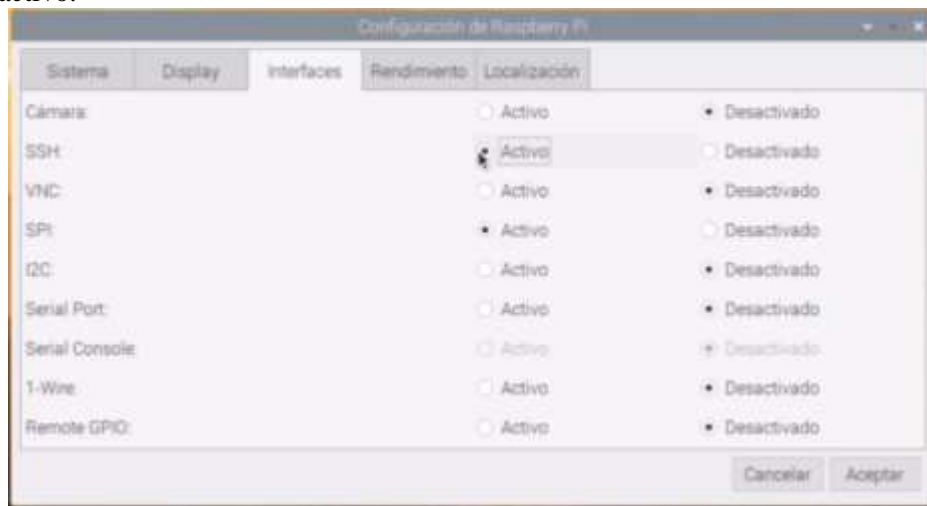 activo.
Configuración de Raspberry Pi
Sistema Display Interfaces Rendimiento Localización
Cámara: Activo Desactivado
SSH: Activo Desactivado
VNC: Activo Desactivado
SPI: Activo Desactivado
I2C: Activo Desactivado
Serial Port: Activo Desactivado
Serial Console: Activo Desactivado
1-Wire: Activo Desactivado
Remote GPIO: Activo Desactivado
Cancelar Aceptar